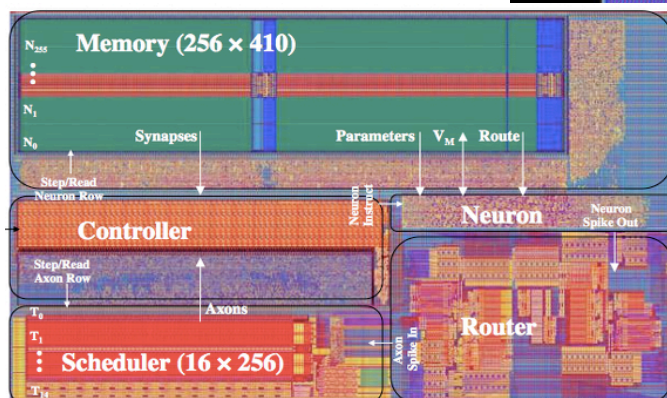 Memory (256 × 410)
N255
N1
N0
Synapses
Parameters
VM
Route
Step/Read
Neuron Row
Neuron
Instruct
Neuron
Neuron
Spike Out
Controller
Step/Read
Axon Row
Axons
T0
T1
Scheduler (16 × 256)
T14
Axon
Spike In
Router